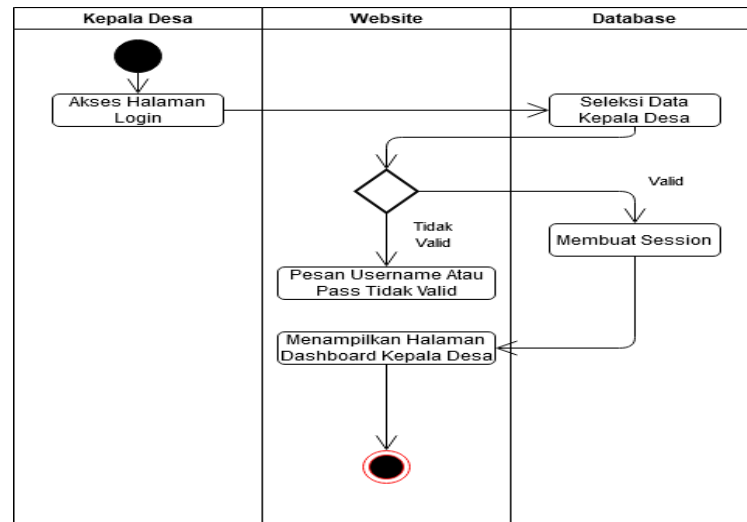 Kepala Desa
Website
Database
Akses Halaman
Login
Seleksi Data
Kepala Desa
Valid
Tidak
Valid
Membuat Session
Pesan Username Atau
Pass Tidak Valid
Menampilkan Halaman
Dashboard Kepala Desa